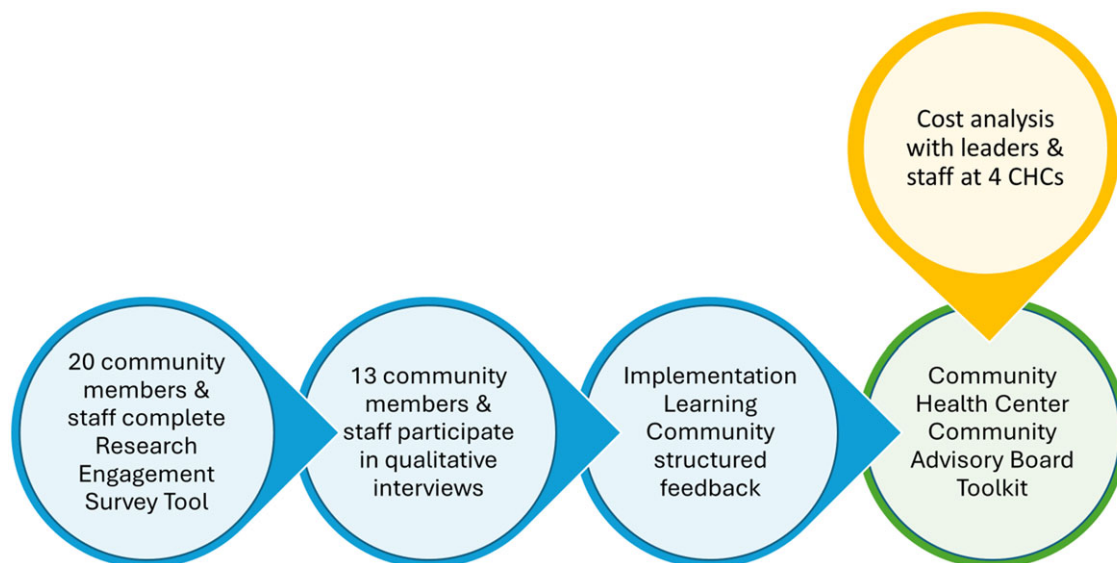 Cost analysis
with leaders &
staff at 4 CHCs
20 community
members &
staff complete
Research
Engagement
Survey Tool
13 community
members &
staff participate
in qualitative
interviews
Implementation
Learning
Community
structured
feedback
Community
Health Center
Community
Advisory Board
Toolkit